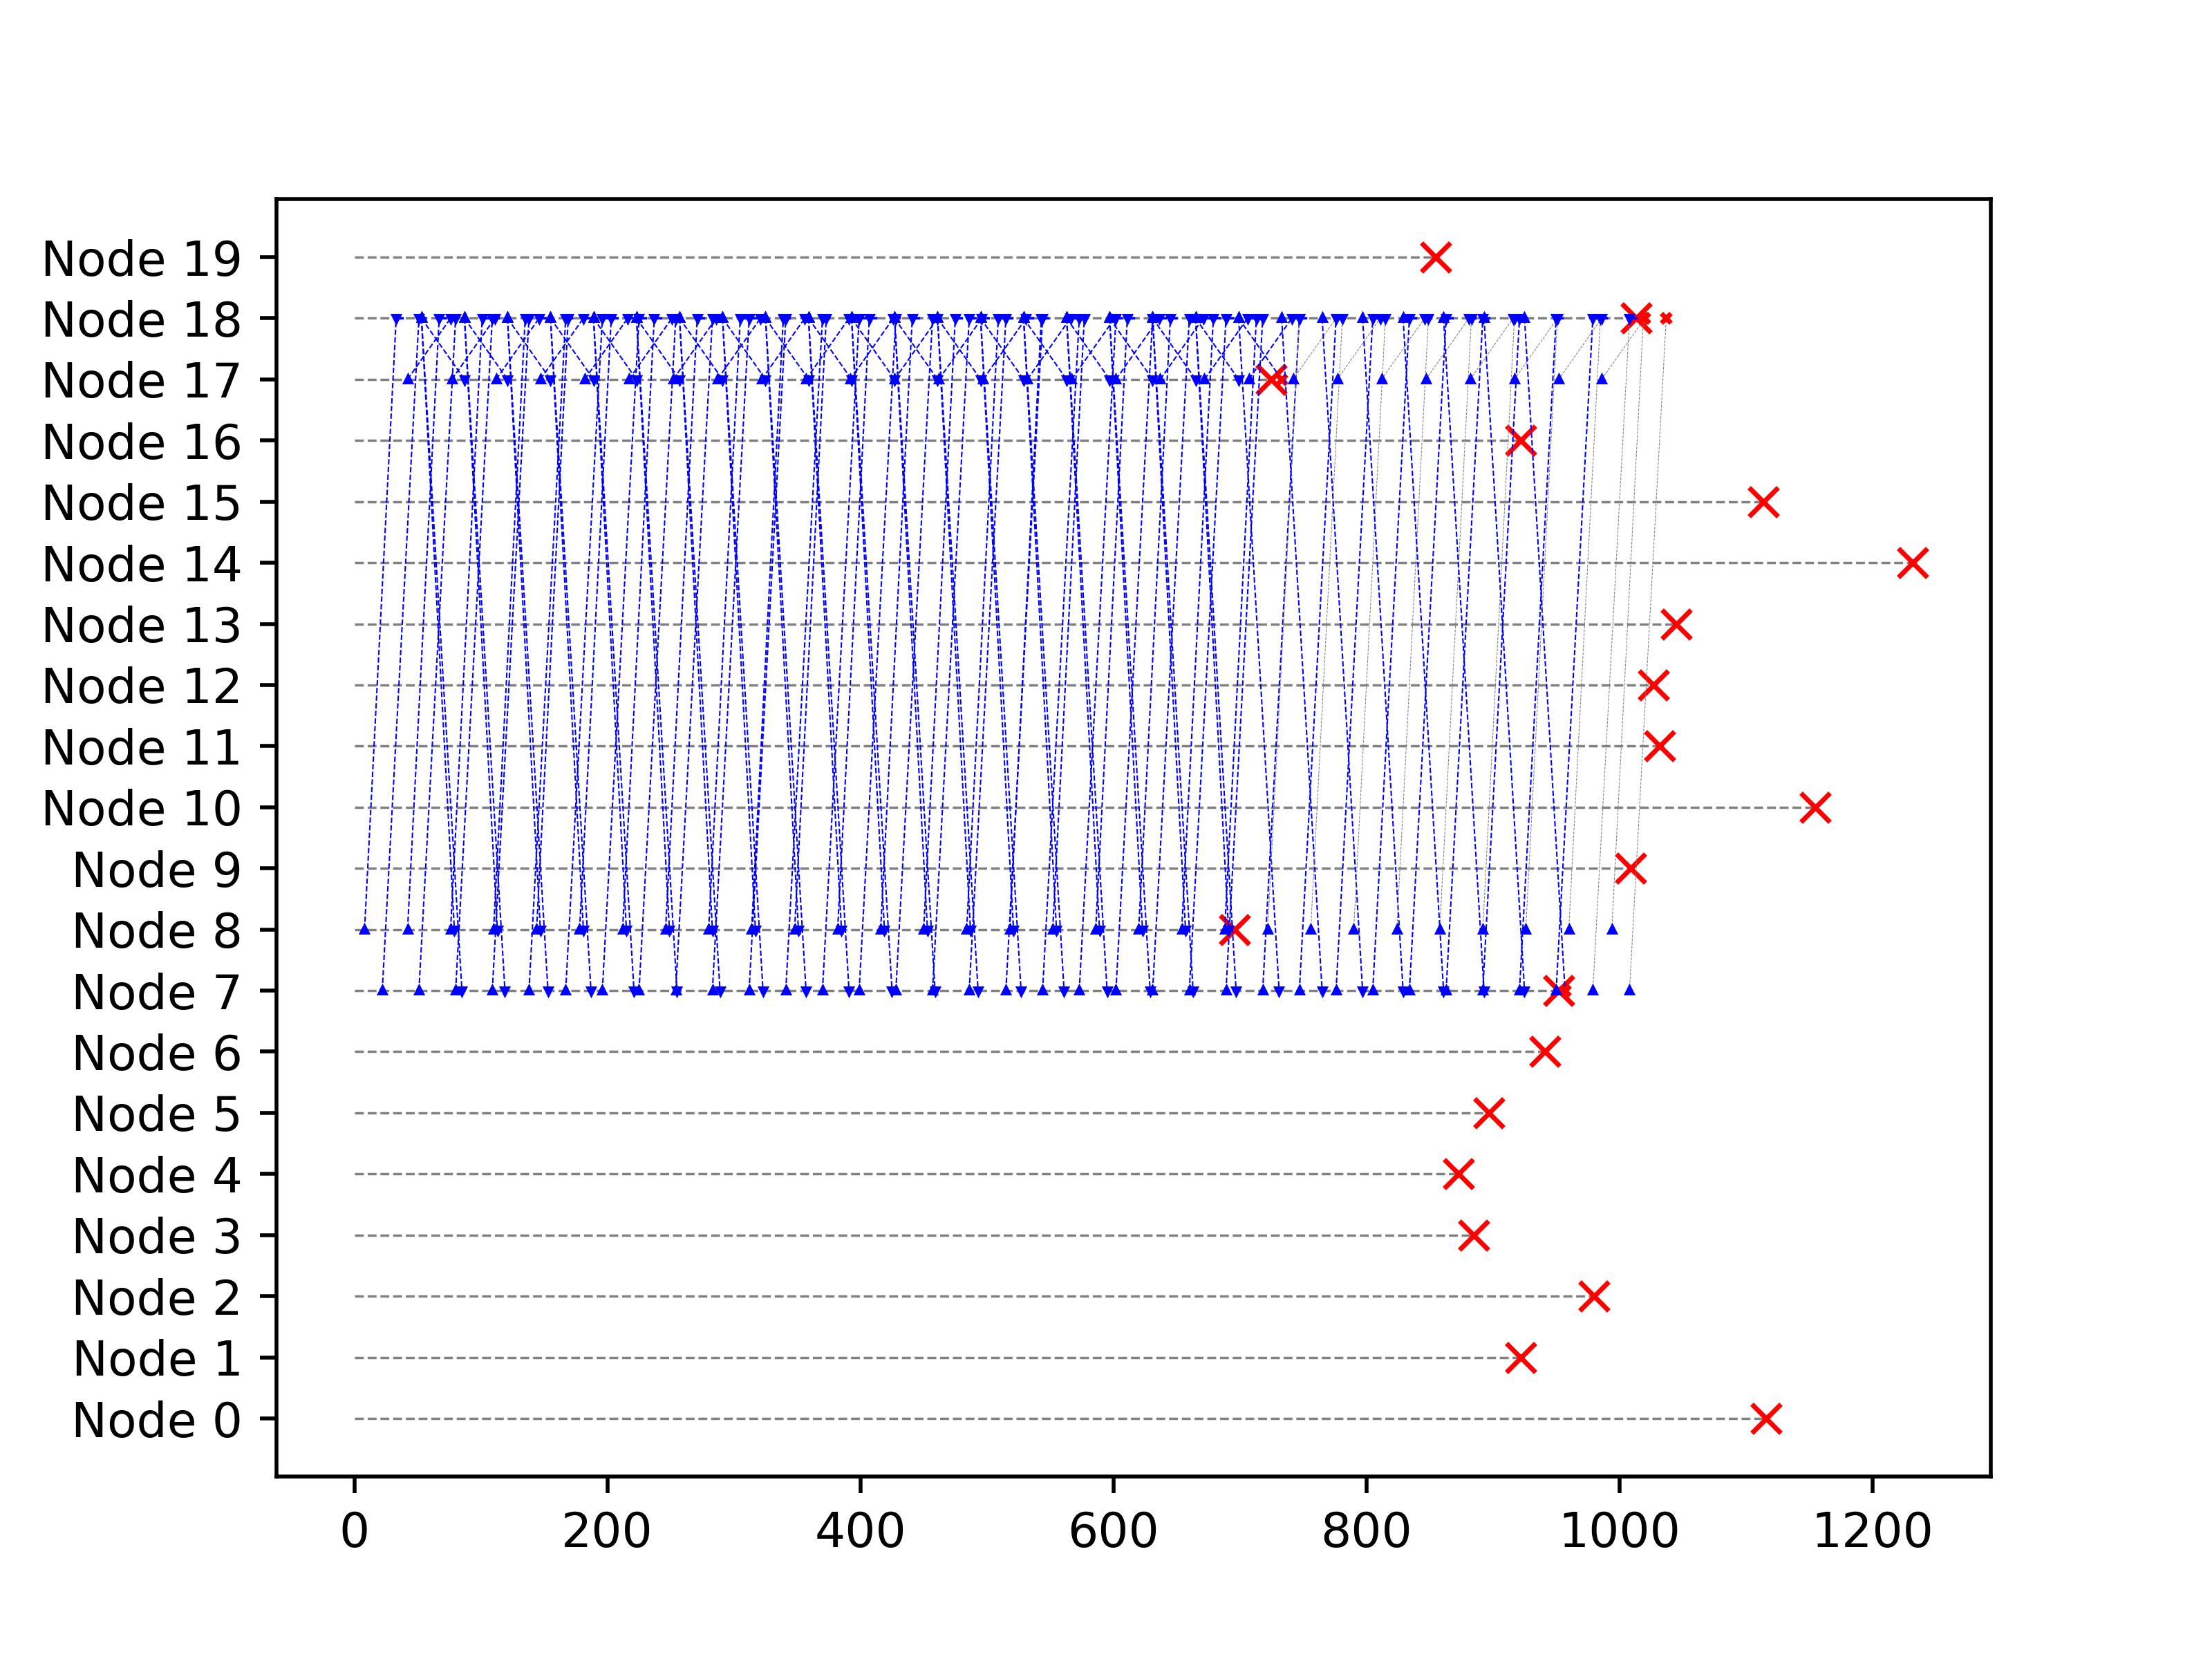 Node 19
Node 18
Node 17
Node 16
Node 15
Node 14
Node 13
Node 12
Node 11
Node 10
Node 9
Node 8
Node 7
Node 6
Node 5
Node 4
Node 3
Node 2
Node 1
Node 0
0 200 400 600 800 1000 1200